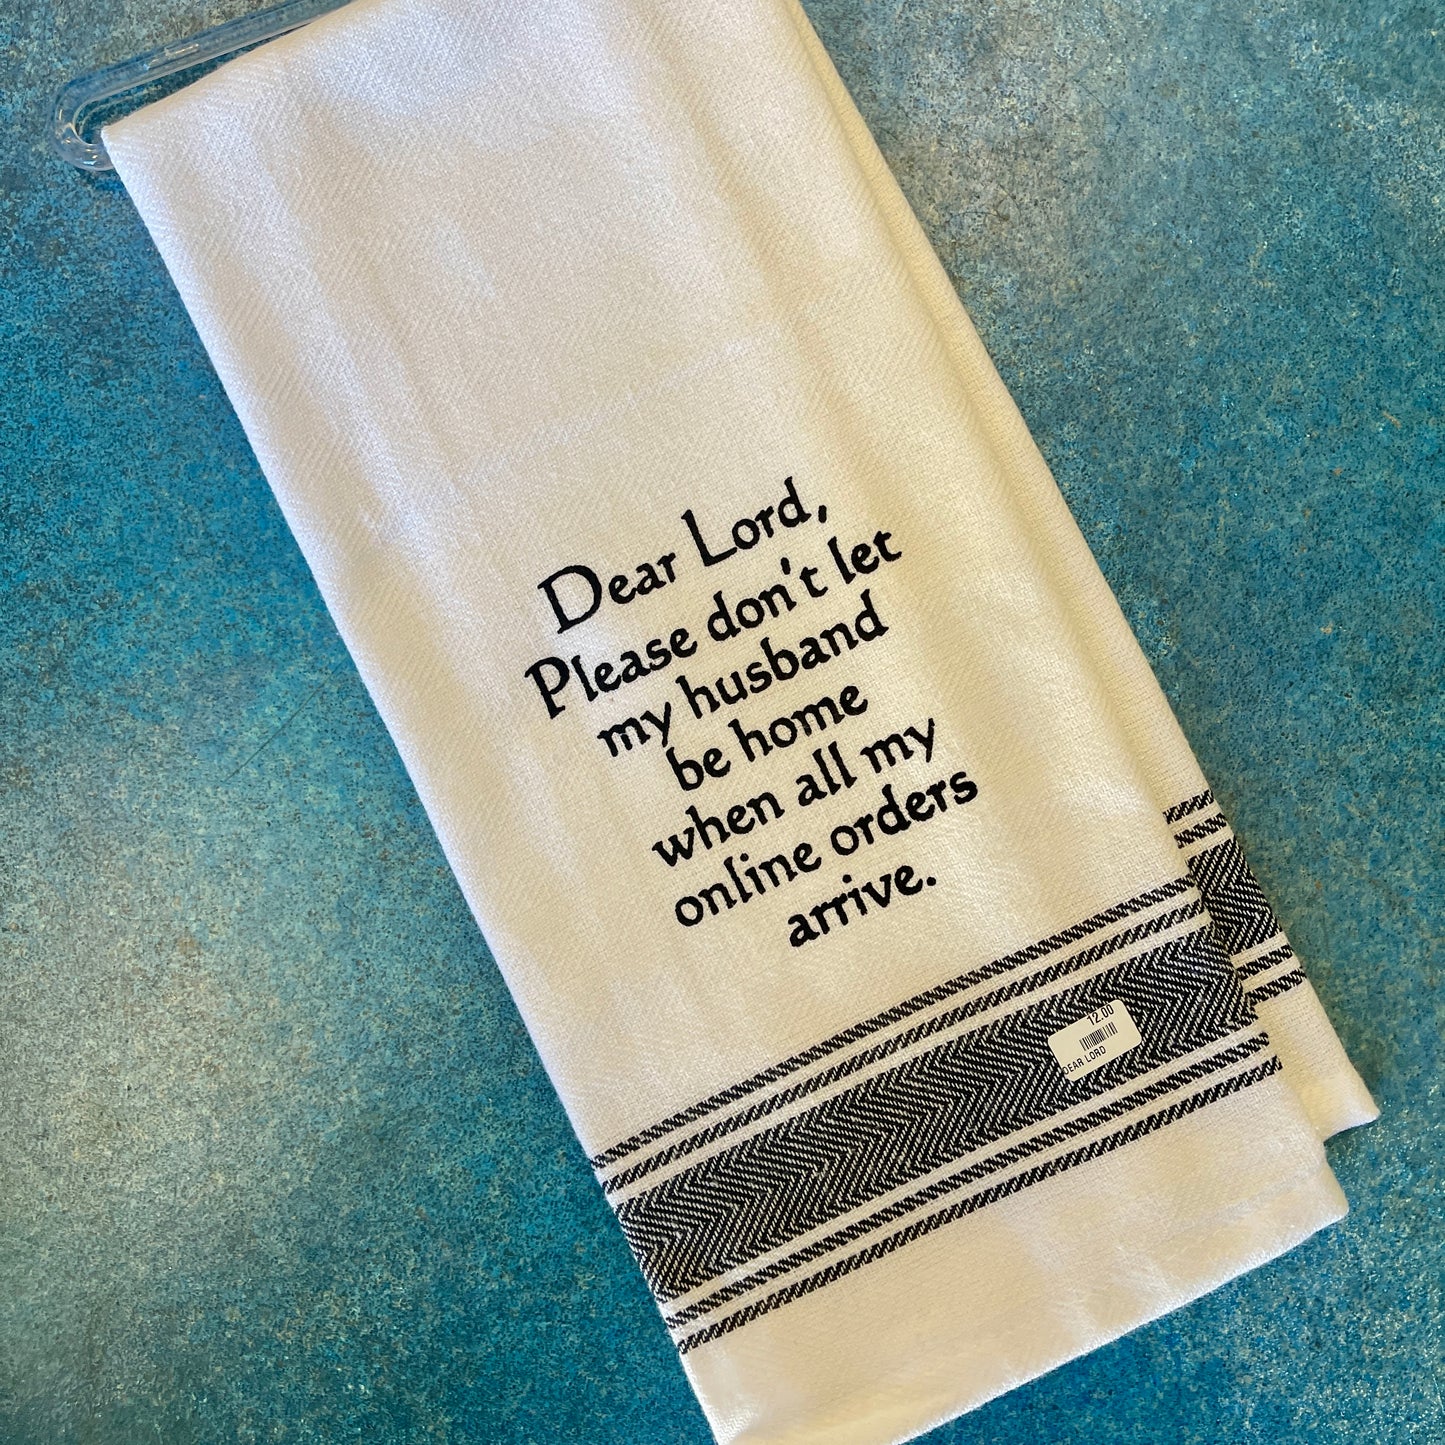 Dear Lord,
Please don't let
my husband
be home
when all my
online orders
arrive.
12.00
DEAR LORD